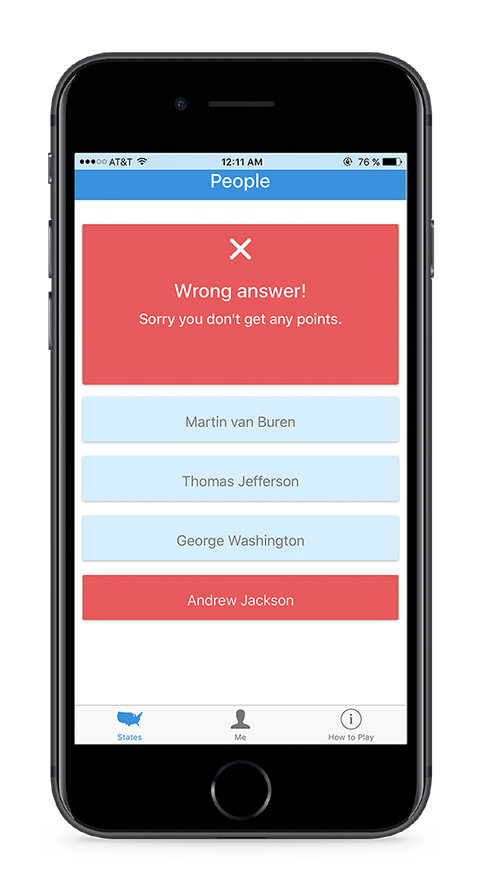 AT&T 12:11 AM 76 %
People
Wrong answer!
Sorry you don't get any points.
Martin van Buren
Thomas Jefferson
George Washington
Andrew Jackson
States Me How to Play